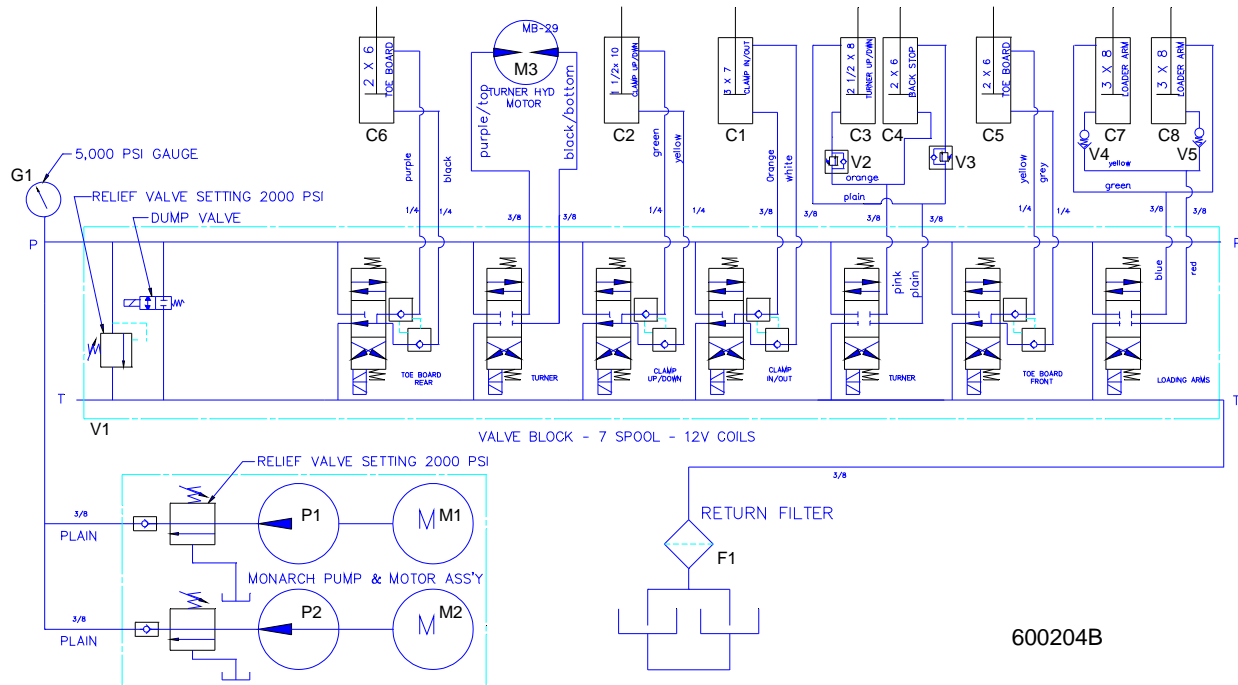 MB-29
2 X 6
TOE BOARD
C6
M3
TURNER HYD
MOTOR
purple/top
black/bottom
1 1/2x 10
CLAMP UP/DWN
C2
3 X 7
CLAMP IN/OUT
C1
2 1/2 X 8
TURNER UP/DWN
C3
2 X 6
BACK STOP
C4
2 X 6
TOE BOARD
C5
3 X 8
LOADER ARM
C7
3 X 8
LOADER ARM
C8
V2
V3
V4
V5
purple
black
green
yellow
Orange
white
orange
plain
yellow
grey
yellow
green
1/4
1/4
3/8
3/8
1/4
1/4
3/8
3/8
3/8
3/8
1/4
1/4
3/8
3/8
5,000 PSI GAUGE
G1
RELIEF VALVE SETTING 2000 PSI
DUMP VALVE
P
P
pink
plain
blue
red
TOE BOARD
REAR
TURNER
CLAMP
UP/DOWN
CLAMP
IN/OUT
TURNER
TOE BOARD
FRONT
LOADING ARMS
T
T
V1
VALVE BLOCK - 7 SPOOL - 12V COILS
RELIEF VALVE SETTING 2000 PSI
3/8
3/8
PLAIN
P1
M M1
RETURN FILTER
F1
MONARCH PUMP & MOTOR ASS'Y
3/8
PLAIN
P2
M M2
600204B